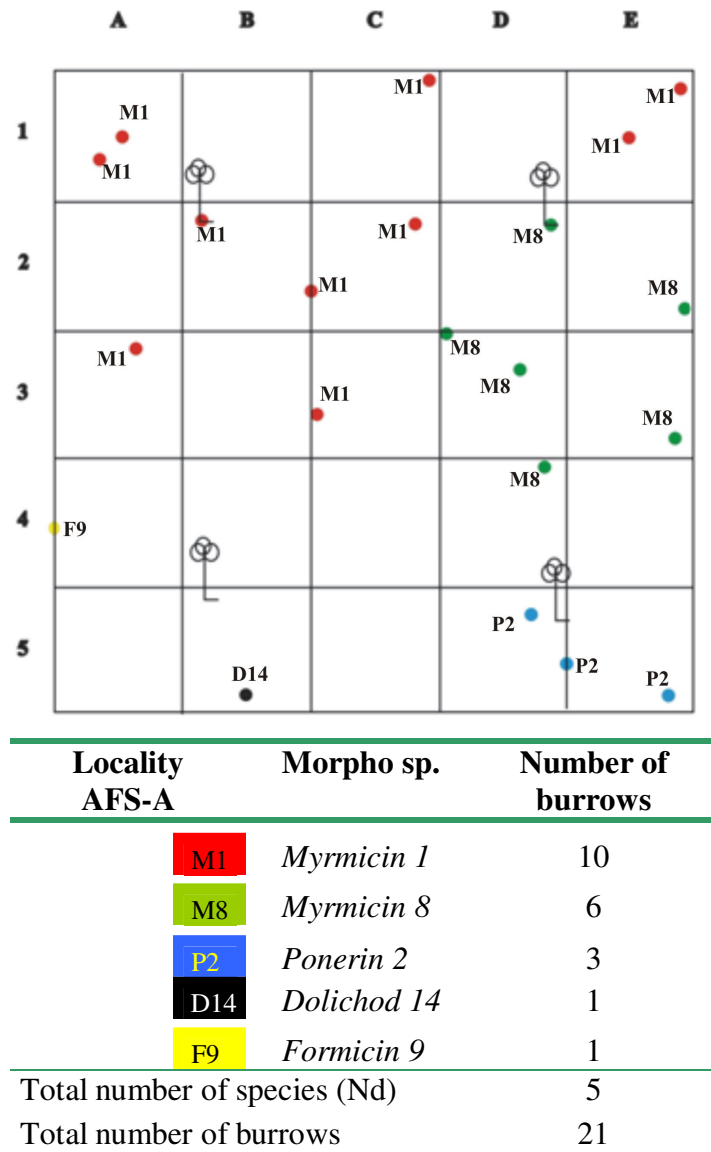 A B C D E
M1
M1
M1
1
M1
M1
M1
M1
M1
M8
2
M1
M8
M8
M1
M8
3
M1
M8
M8
4
F9
P2
5
P2
D14
P2
Locality Morpho sp. Number of
AFS-A burrows
M1 Myrmicin 1 10
M8 Myrmicin 8 6
P2 Ponerin 2 3
D14 Dolichod 14 1
F9 Formicin 9 1
Total number of species (Nd) 5
Total number of burrows 21